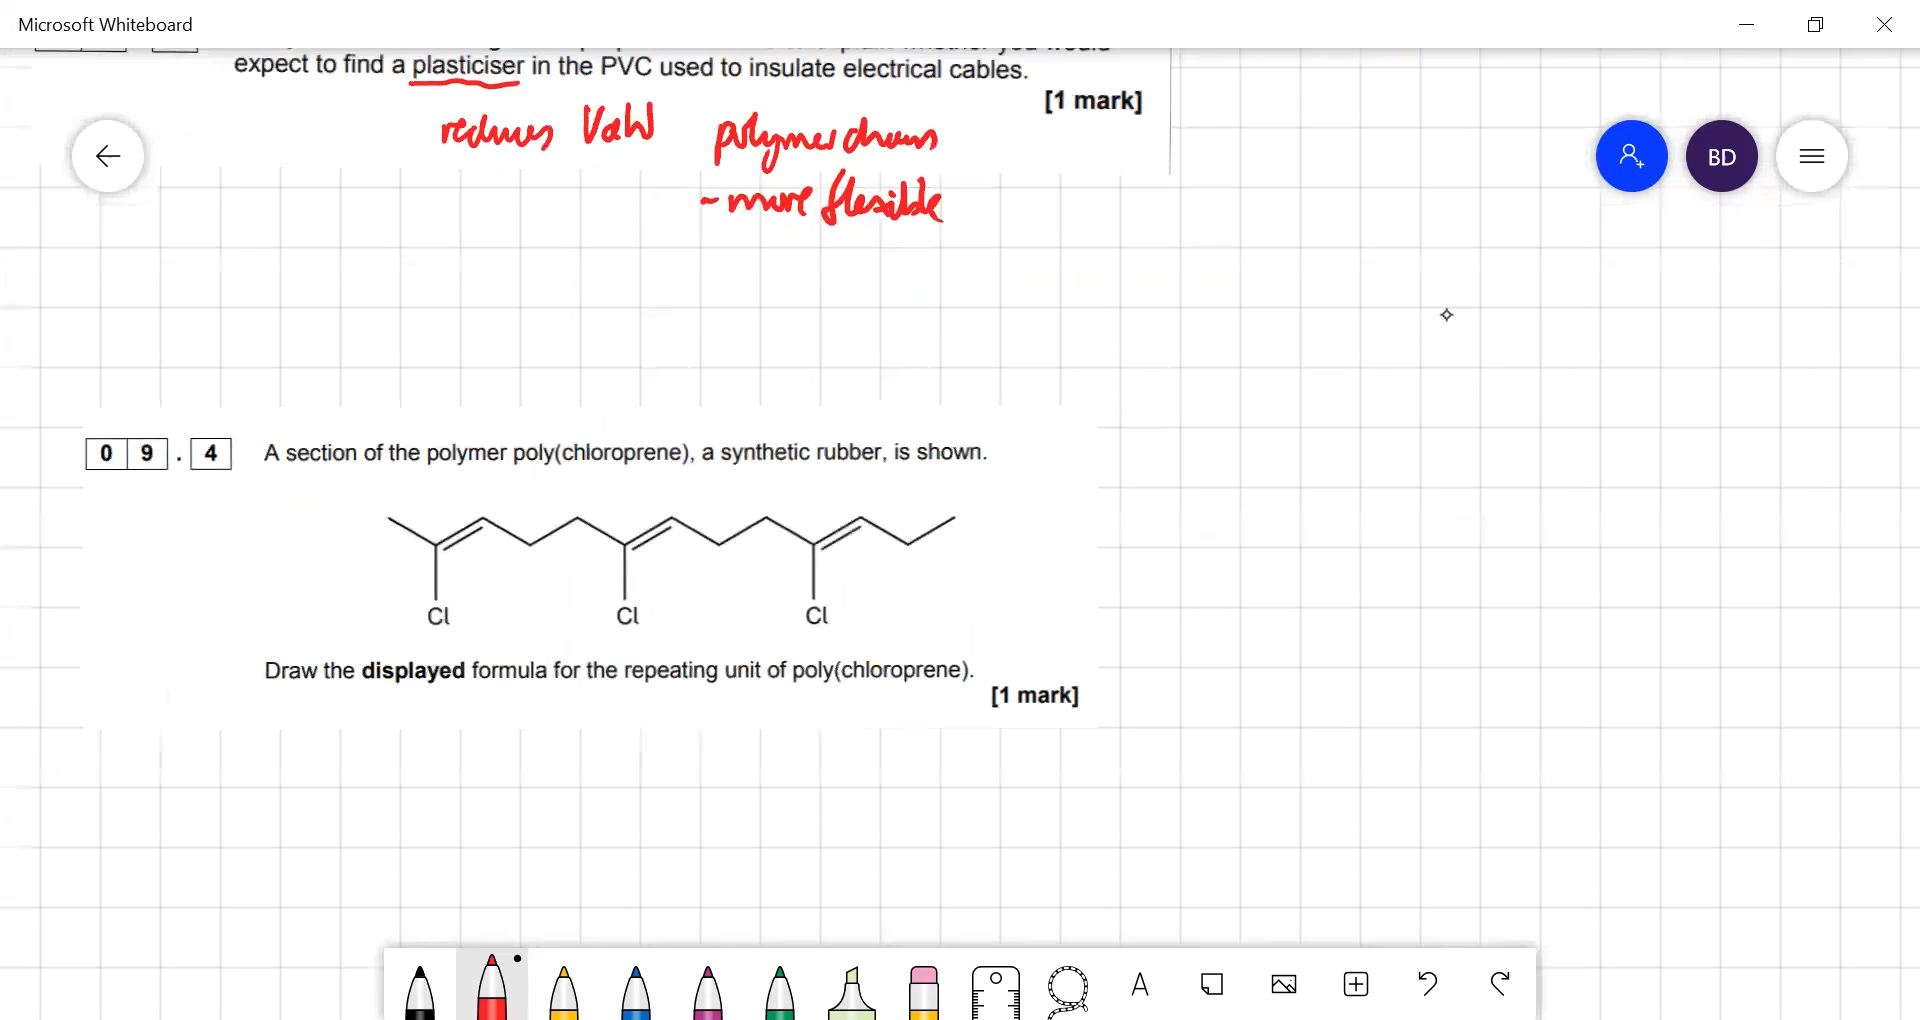 Microsoft Whiteboard
expect to find a plasticiser in the PVC used to insulate electrical cables.
[1 mark]
reduces VdW polymer chains
- more flexible
BD
0 9 . 4 A section of the polymer poly(chloroprene), a synthetic rubber, is shown.
Cl Cl Cl
Draw the displayed formula for the repeating unit of poly(chloroprene).
[1 mark]
A